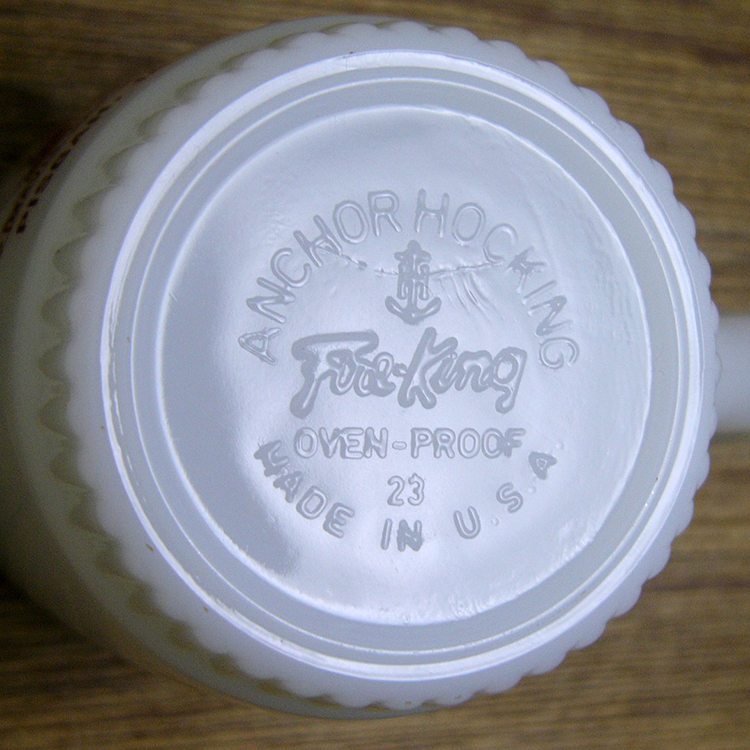 ANCHOR HOCKING
Fire-King
OVEN-PROOF
23
MADE IN U.S.A.